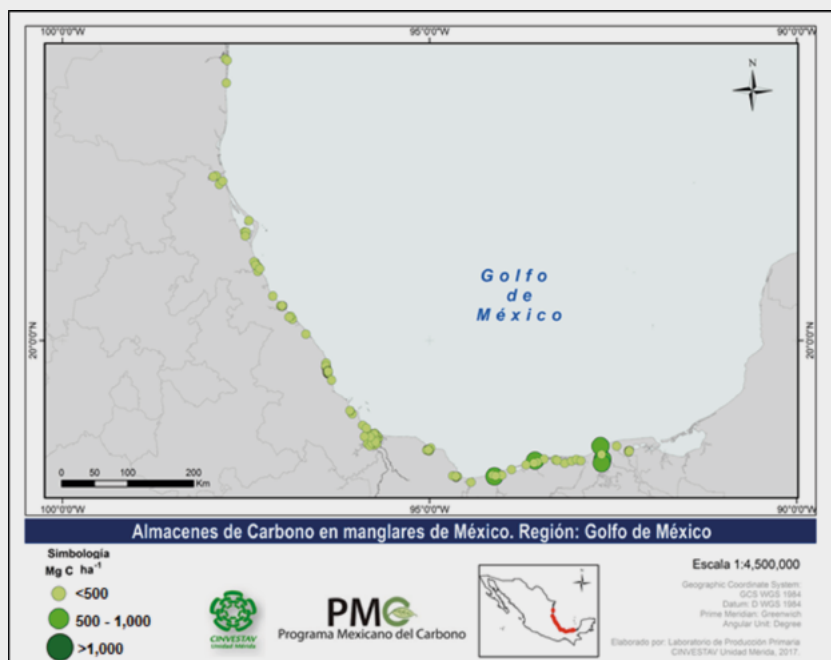 100°0'0"W 95°0'0"W 90°0'0"W
N
Golfo
de
México
20°0'0"N 20°0'0"N
0 50 100 200
Km
100°0'0"W 95°0'0"W 90°0'0"W
Almacenes de Carbono en manglares de México. Región: Golfo de México
Simbología
Mg C ha⁻¹
<500
500 - 1,000
>1,000
CINVESTAV
Unidad Mérida
PMC
Programa Mexicano del Carbono
Escala 1:4,500,000
Geographic Coordinate System:
GCS WGS 1984
Datum: D WGS 1984
Prime Meridian: Greenwich
Angular Unit: Degree
Elaborado por: Laboratorio de Producción Primaria
CINVESTAV Unidad Mérida, 2017.